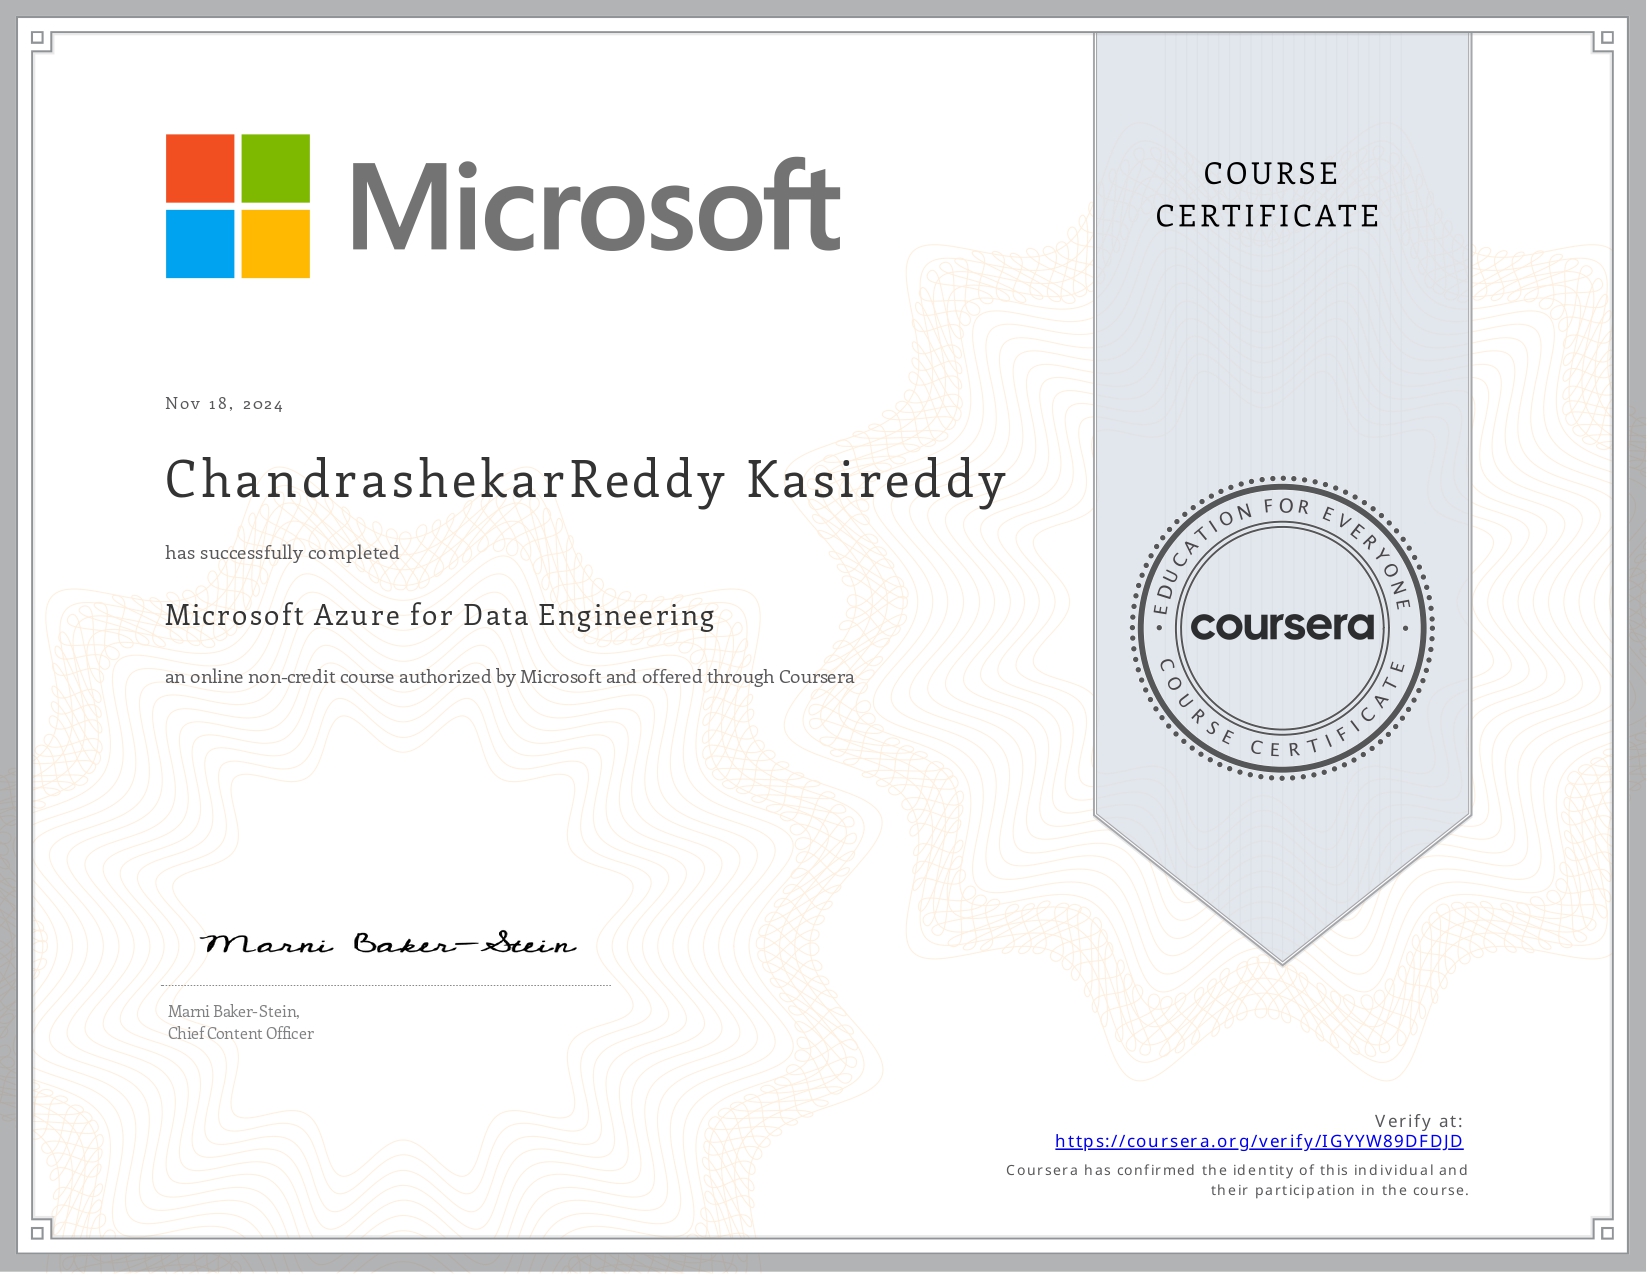 Microsoft
COURSE
CERTIFICATE
Nov 18, 2024
ChandrashekarReddy Kasireddy
has successfully completed
Microsoft Azure for Data Engineering
an online non-credit course authorized by Microsoft and offered through Coursera
EDUCATION FOR EVERYONE
coursera
COURSE CERTIFICATE
Marni Baker-Stein
Marni Baker-Stein,
Chief Content Officer
Verify at:
https://coursera.org/verify/IGYYW89DFDJD
Coursera has confirmed the identity of this individual and
their participation in the course.